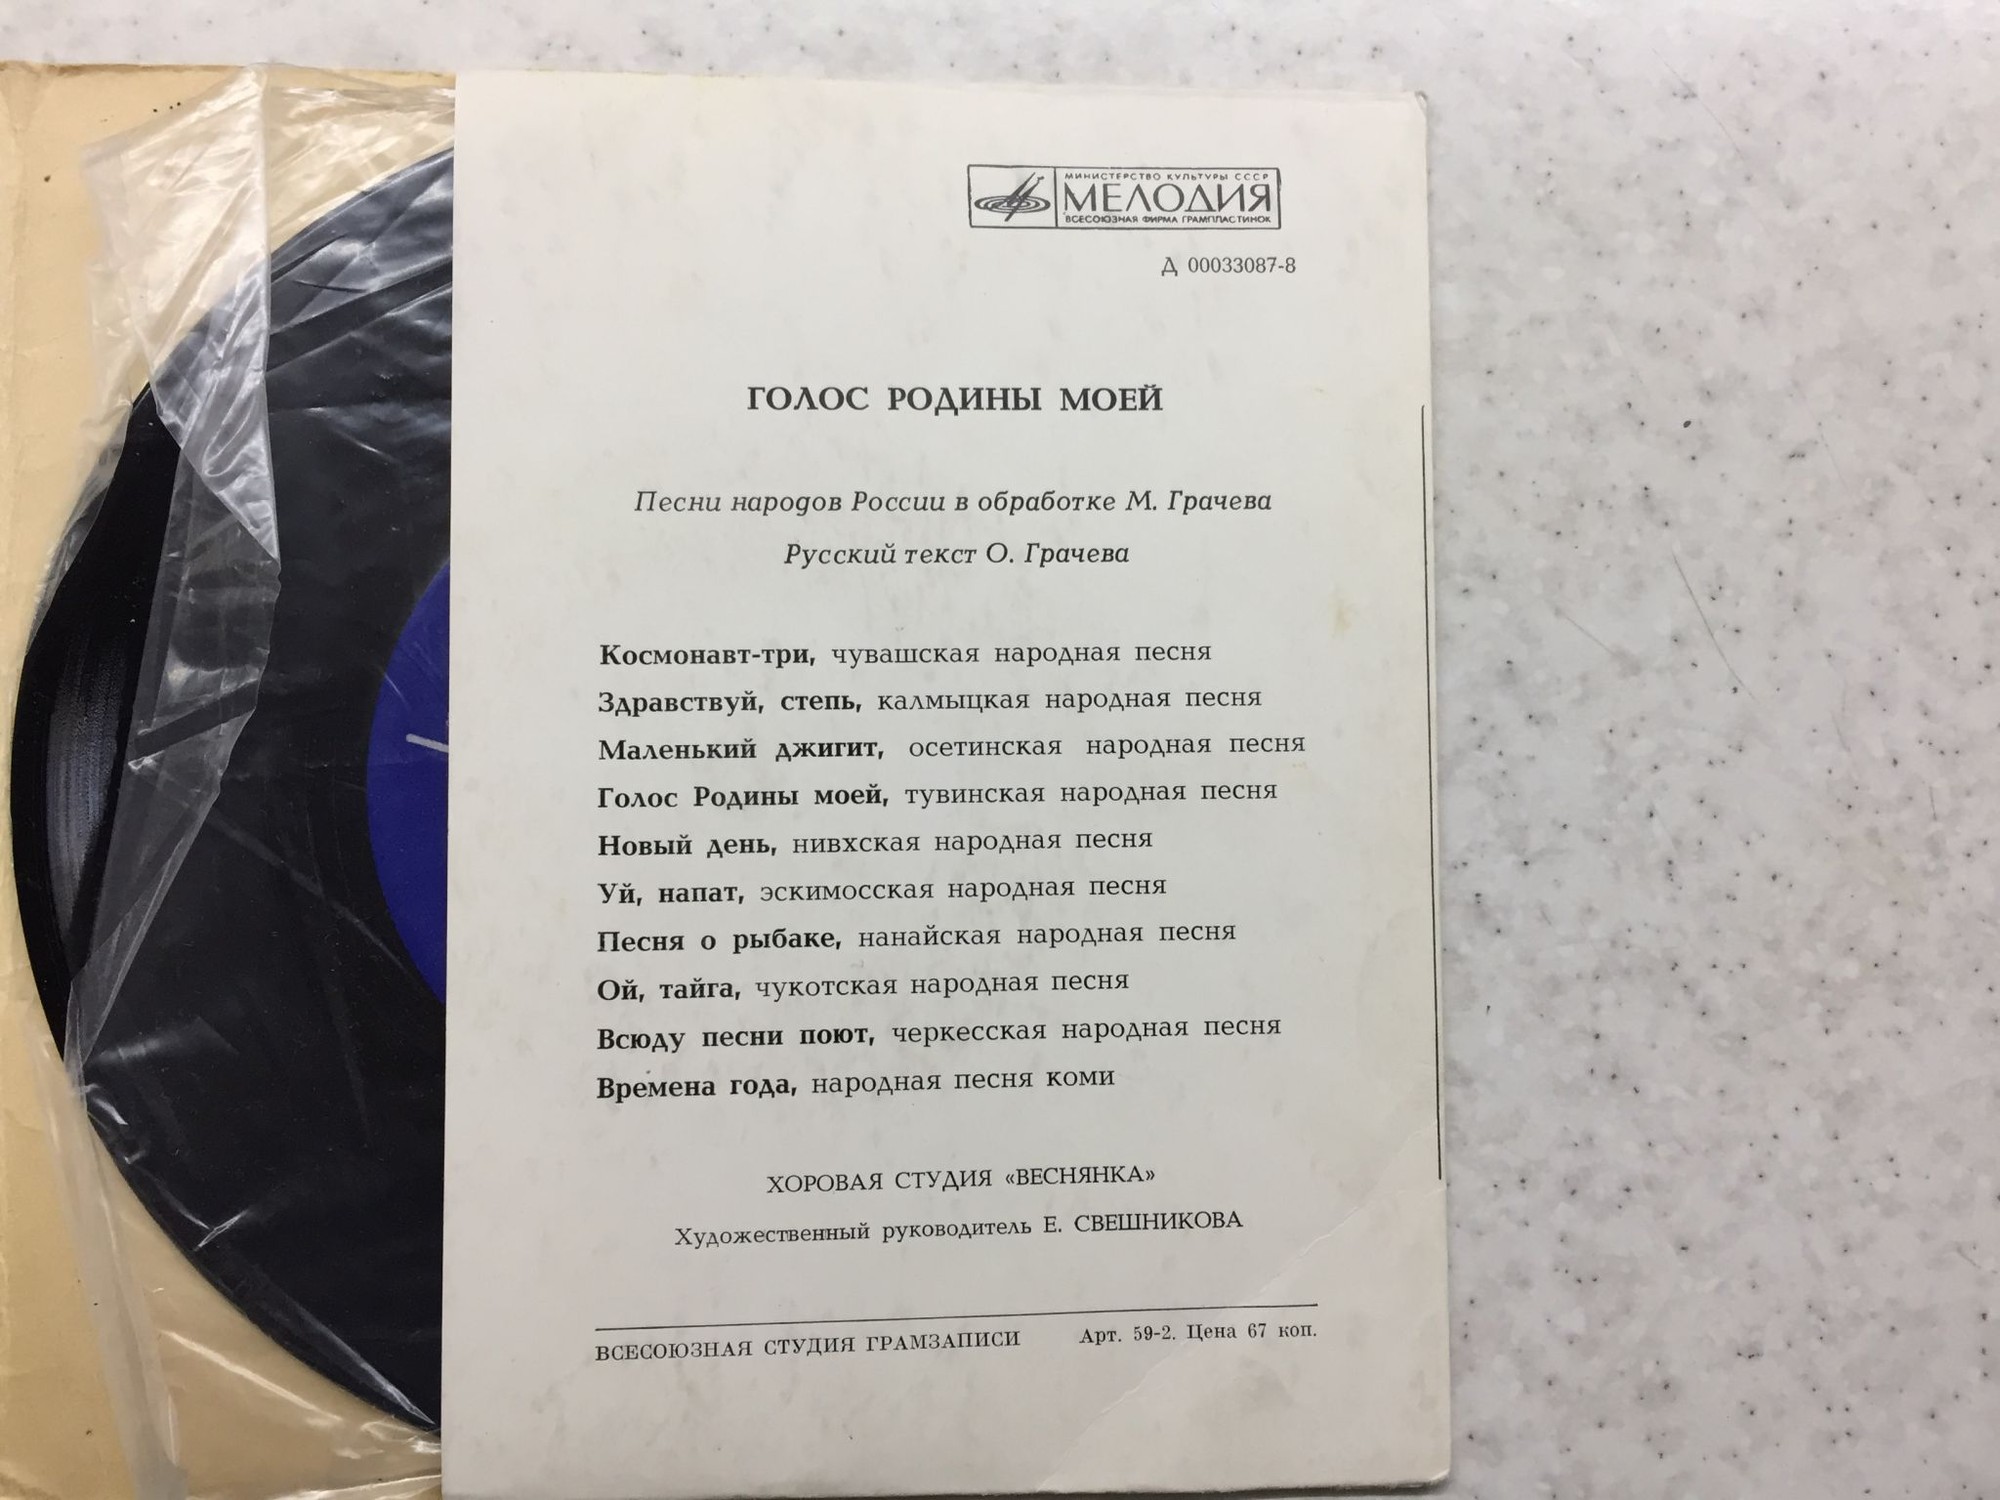 МИНИСТЕРСТВО КУЛЬТУРЫ СССР
МЕЛОДИЯ
ВСЕСОЮЗНАЯ ФИРМА ГРАМПЛАСТИНОК
Д 00033087-8
ГОЛОС РОДИНЫ МОЕЙ
Песни народов России в обработке М. Грачева
Русский текст О. Грачева
Космонавт-три, чувашская народная песня
Здравствуй, степь, калмыцкая народная песня
Маленький джигит, осетинская народная песня
Голос Родины моей, тувинская народная песня
Новый день, нивхская народная песня
Уй, напат, эскимосская народная песня
Песня о рыбаке, нанайская народная песня
Ой, тайга, чукотская народная песня
Всюду песни поют, черкесская народная песня
Времена года, народная песня коми
ХОРОВАЯ СТУДИЯ «ВЕСНЯНКА»
Художественный руководитель Е. СВЕШНИКОВА
ВСЕСОЮЗНАЯ СТУДИЯ ГРАМЗАПИСИ Арт. 59-2. Цена 67 коп.